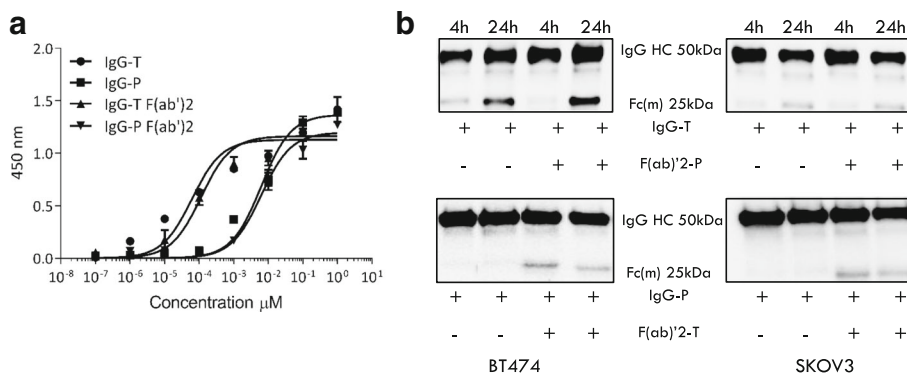 a
2.0
1.5
1.0
0.5
0.0
450 nm
IgG-T
IgG-P
IgG-T F(ab')2
IgG-P F(ab')2
10⁻⁸ 10⁻⁷ 10⁻⁶ 10⁻⁵ 10⁻⁴ 10⁻³ 10⁻² 10⁻¹ 10⁰ 10¹
Concentration μM
b
4h 24h 4h 24h
4h 24h 4h 24h
IgG HC 50kDa
Fc(m) 25kDa
+ + + + IgG-T + + + +
- - + + F(ab)'2-P - - + +
IgG HC 50kDa
Fc(m) 25kDa
+ + + + IgG-P + + + +
- - + + F(ab)'2-T - - + +
BT474
SKOV3